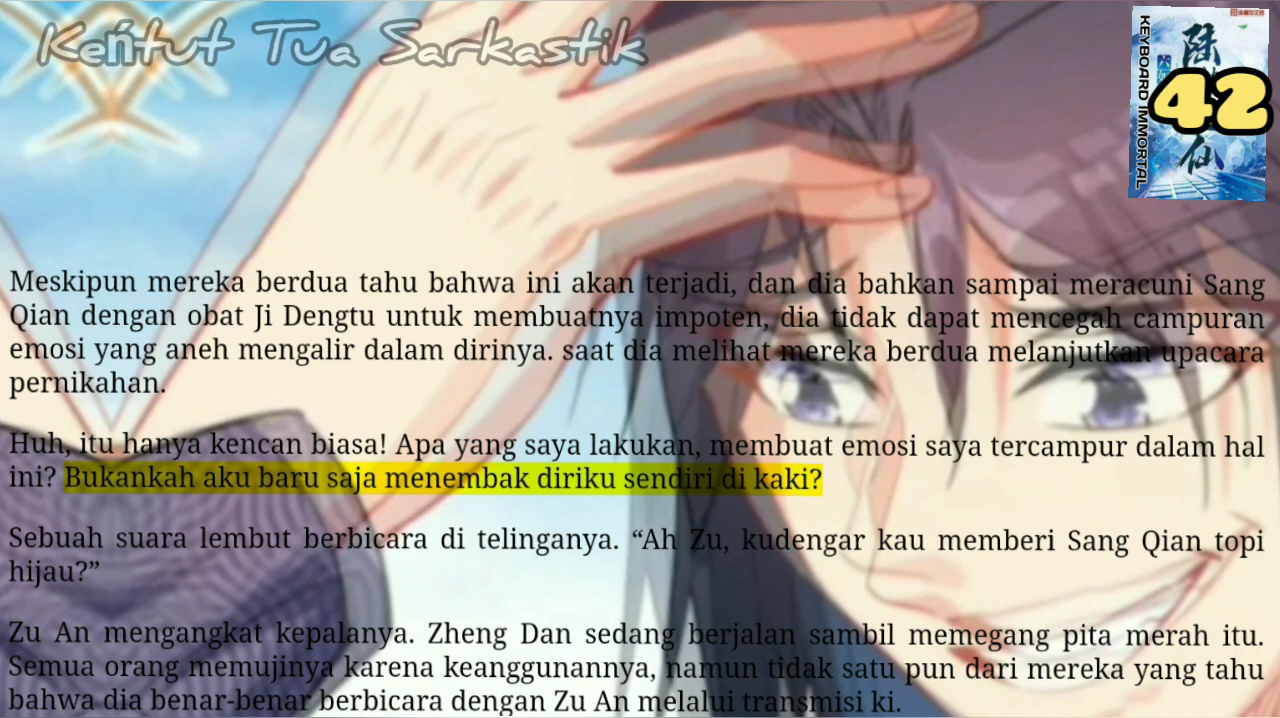 Keńtut Tua Sarkastik
KEYBOARD IMMORTAL
42
Meskipun mereka berdua tahu bahwa ini akan terjadi, dan dia bahkan sampai meracuni Sang
Qian dengan obat Ji Dengtu untuk membuatnya impoten, dia tidak dapat mencegah campuran
emosi yang aneh mengalir dalam dirinya. saat dia melihat mereka berdua melanjutkan upacara
pernikahan.
Huh, itu hanya kencan biasa! Apa yang saya lakukan, membuat emosi saya tercampur dalam hal
ini? Bukankah aku baru saja menembak diriku sendiri di kaki?
Sebuah suara lembut berbicara di telinganya. “Ah Zu, kudengar kau memberi Sang Qian topi
hijau?”
Zu An mengangkat kepalanya. Zheng Dan sedang berjalan sambil memegang pita merah itu.
Semua orang memujinya karena keanggunannya, namun tidak satu pun dari mereka yang tahu
bahwa dia benar-benar berbicara dengan Zu An melalui transmisi ki.